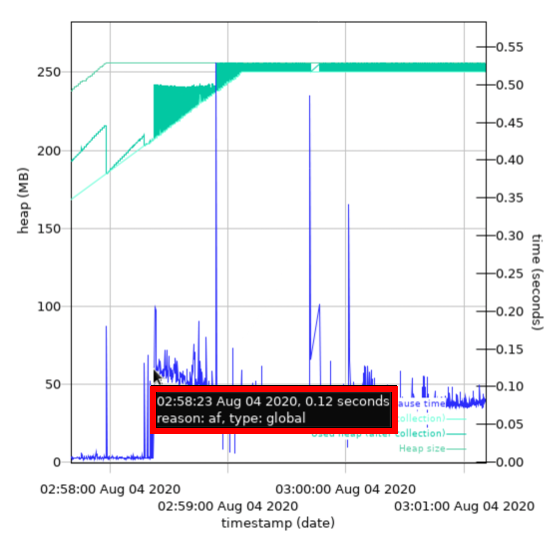 250
200
150
100
50
0
heap (MB)
0.55
0.50
0.45
0.40
0.35
0.30
0.25
0.20
0.15
0.10
0.05
0.00
time (seconds)
02:58:23 Aug 04 2020, 0.12 seconds
reason: af, type: global
ause time
collection)
Used heap (after collection)
Heap size
02:58:00 Aug 04 2020
03:00:00 Aug 04 2020
02:59:00 Aug 04 2020
03:01:00 Aug 04 2020
timestamp (date)